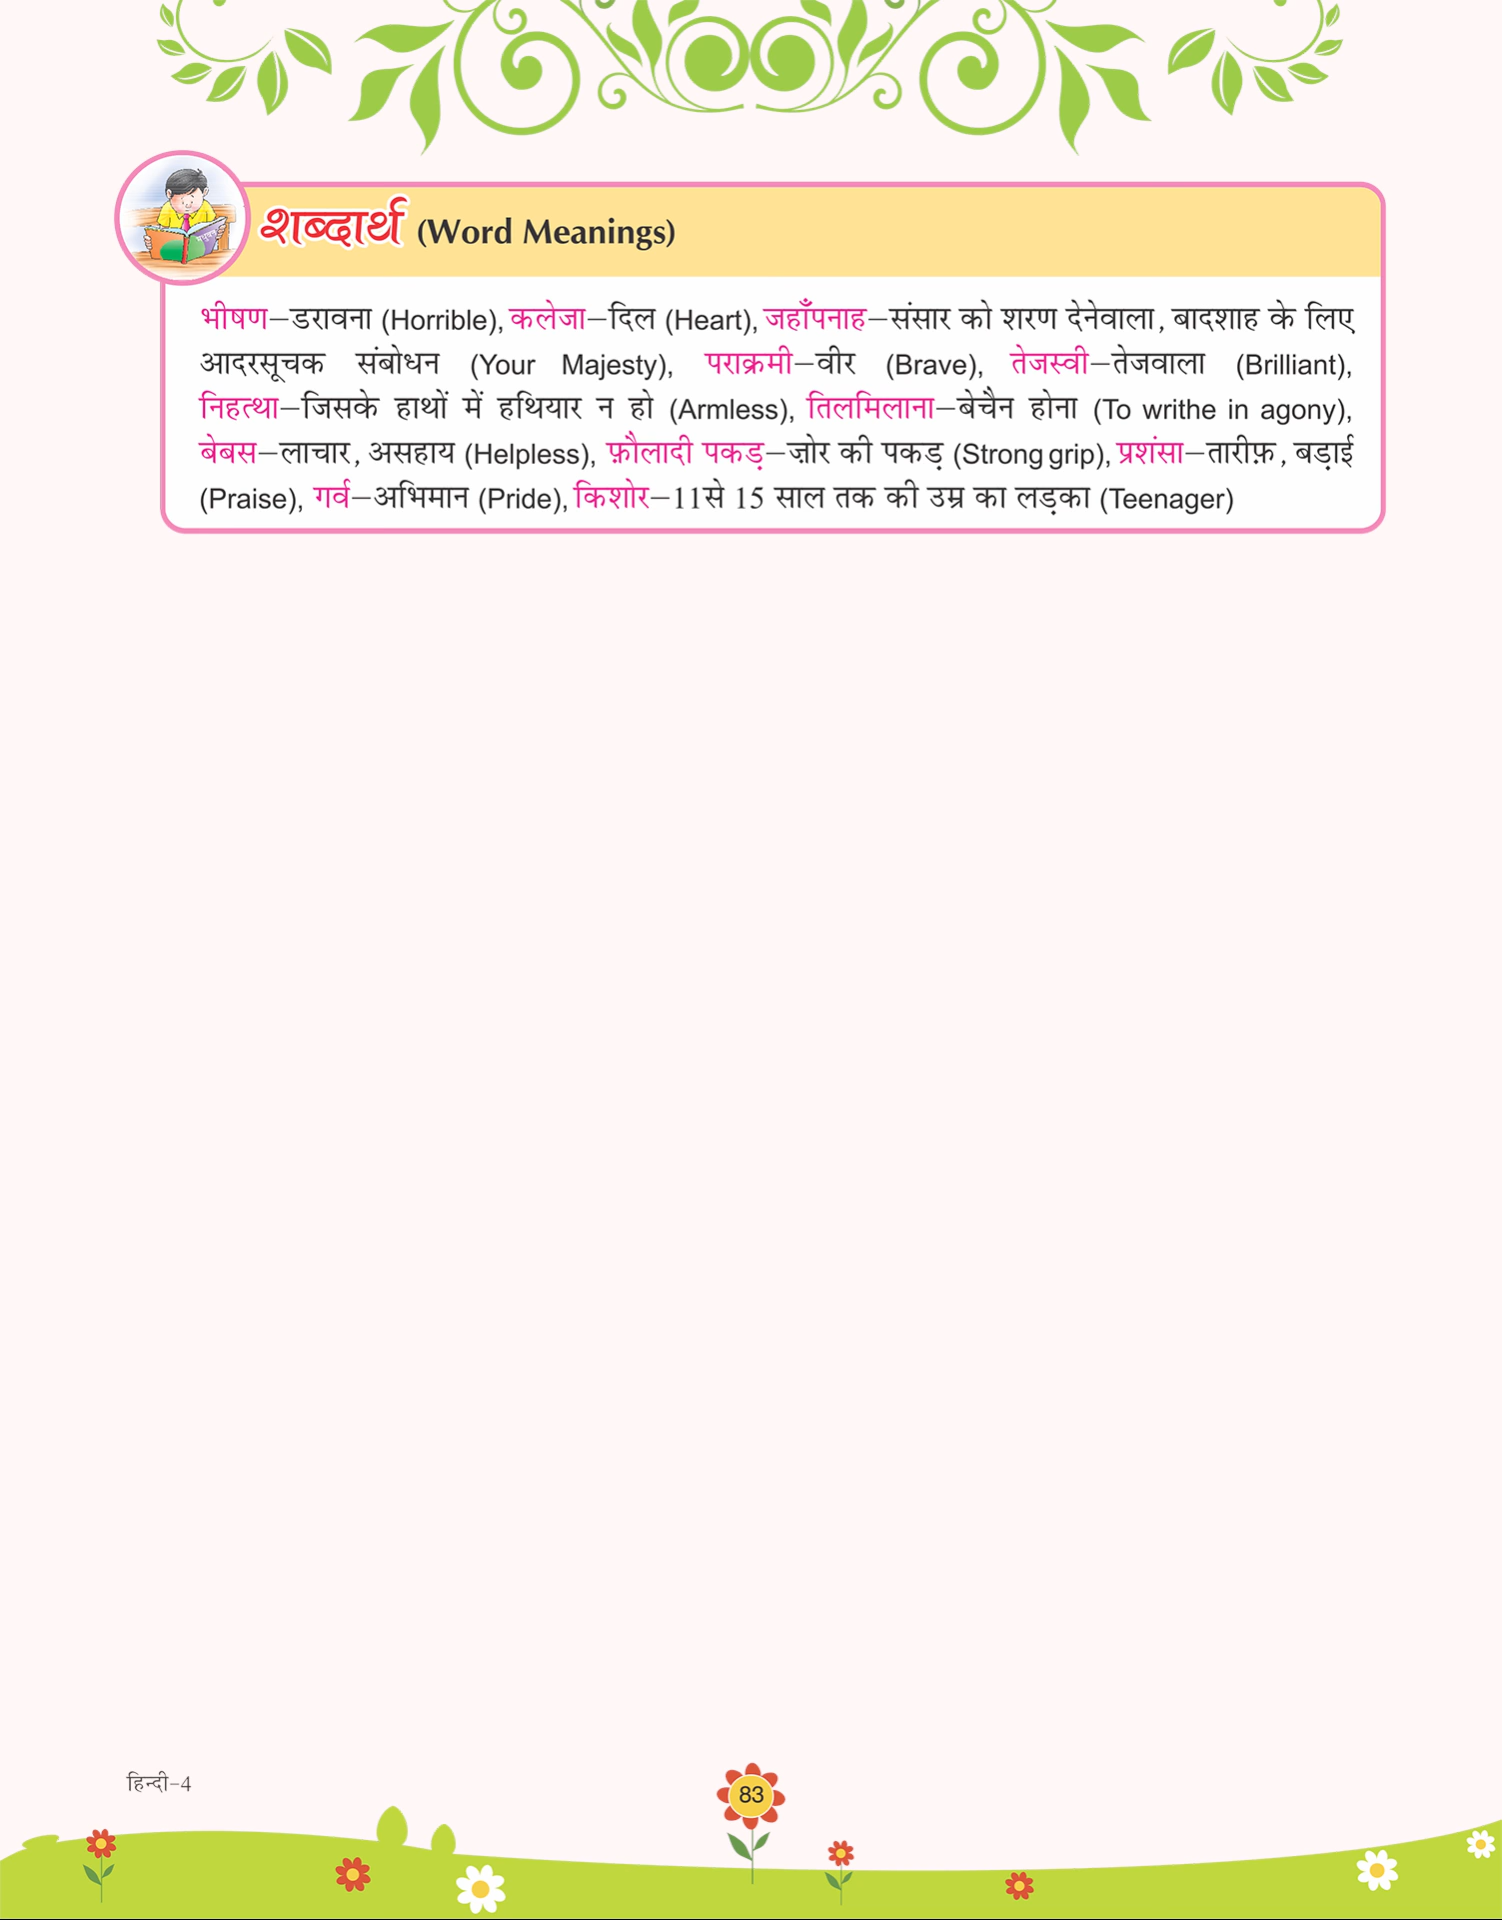 शब्दार्थ (Word Meanings)
भीषण–डरावना (Horrible), कलेजा–दिल (Heart), जहाँपनाह–संसार को शरण देनेवाला, बादशाह के लिए
आदरसूचक संबोधन (Your Majesty), पराक्रमी–वीर (Brave), तेजस्वी–तेजवाला (Brilliant),
निहत्था–जिसके हाथों में हथियार न हो (Armless), तिलमिलाना–बेचैन होना (To writhe in agony),
बेबस–लाचार, असहाय (Helpless), फ़ौलादी पकड़–ज़ोर की पकड़ (Strong grip), प्रशंसा–तारीफ़, बड़ाई
(Praise), गर्व–अभिमान (Pride), किशोर–11से 15 साल तक की उम्र का लड़का (Teenager)
हिन्दी–4
83